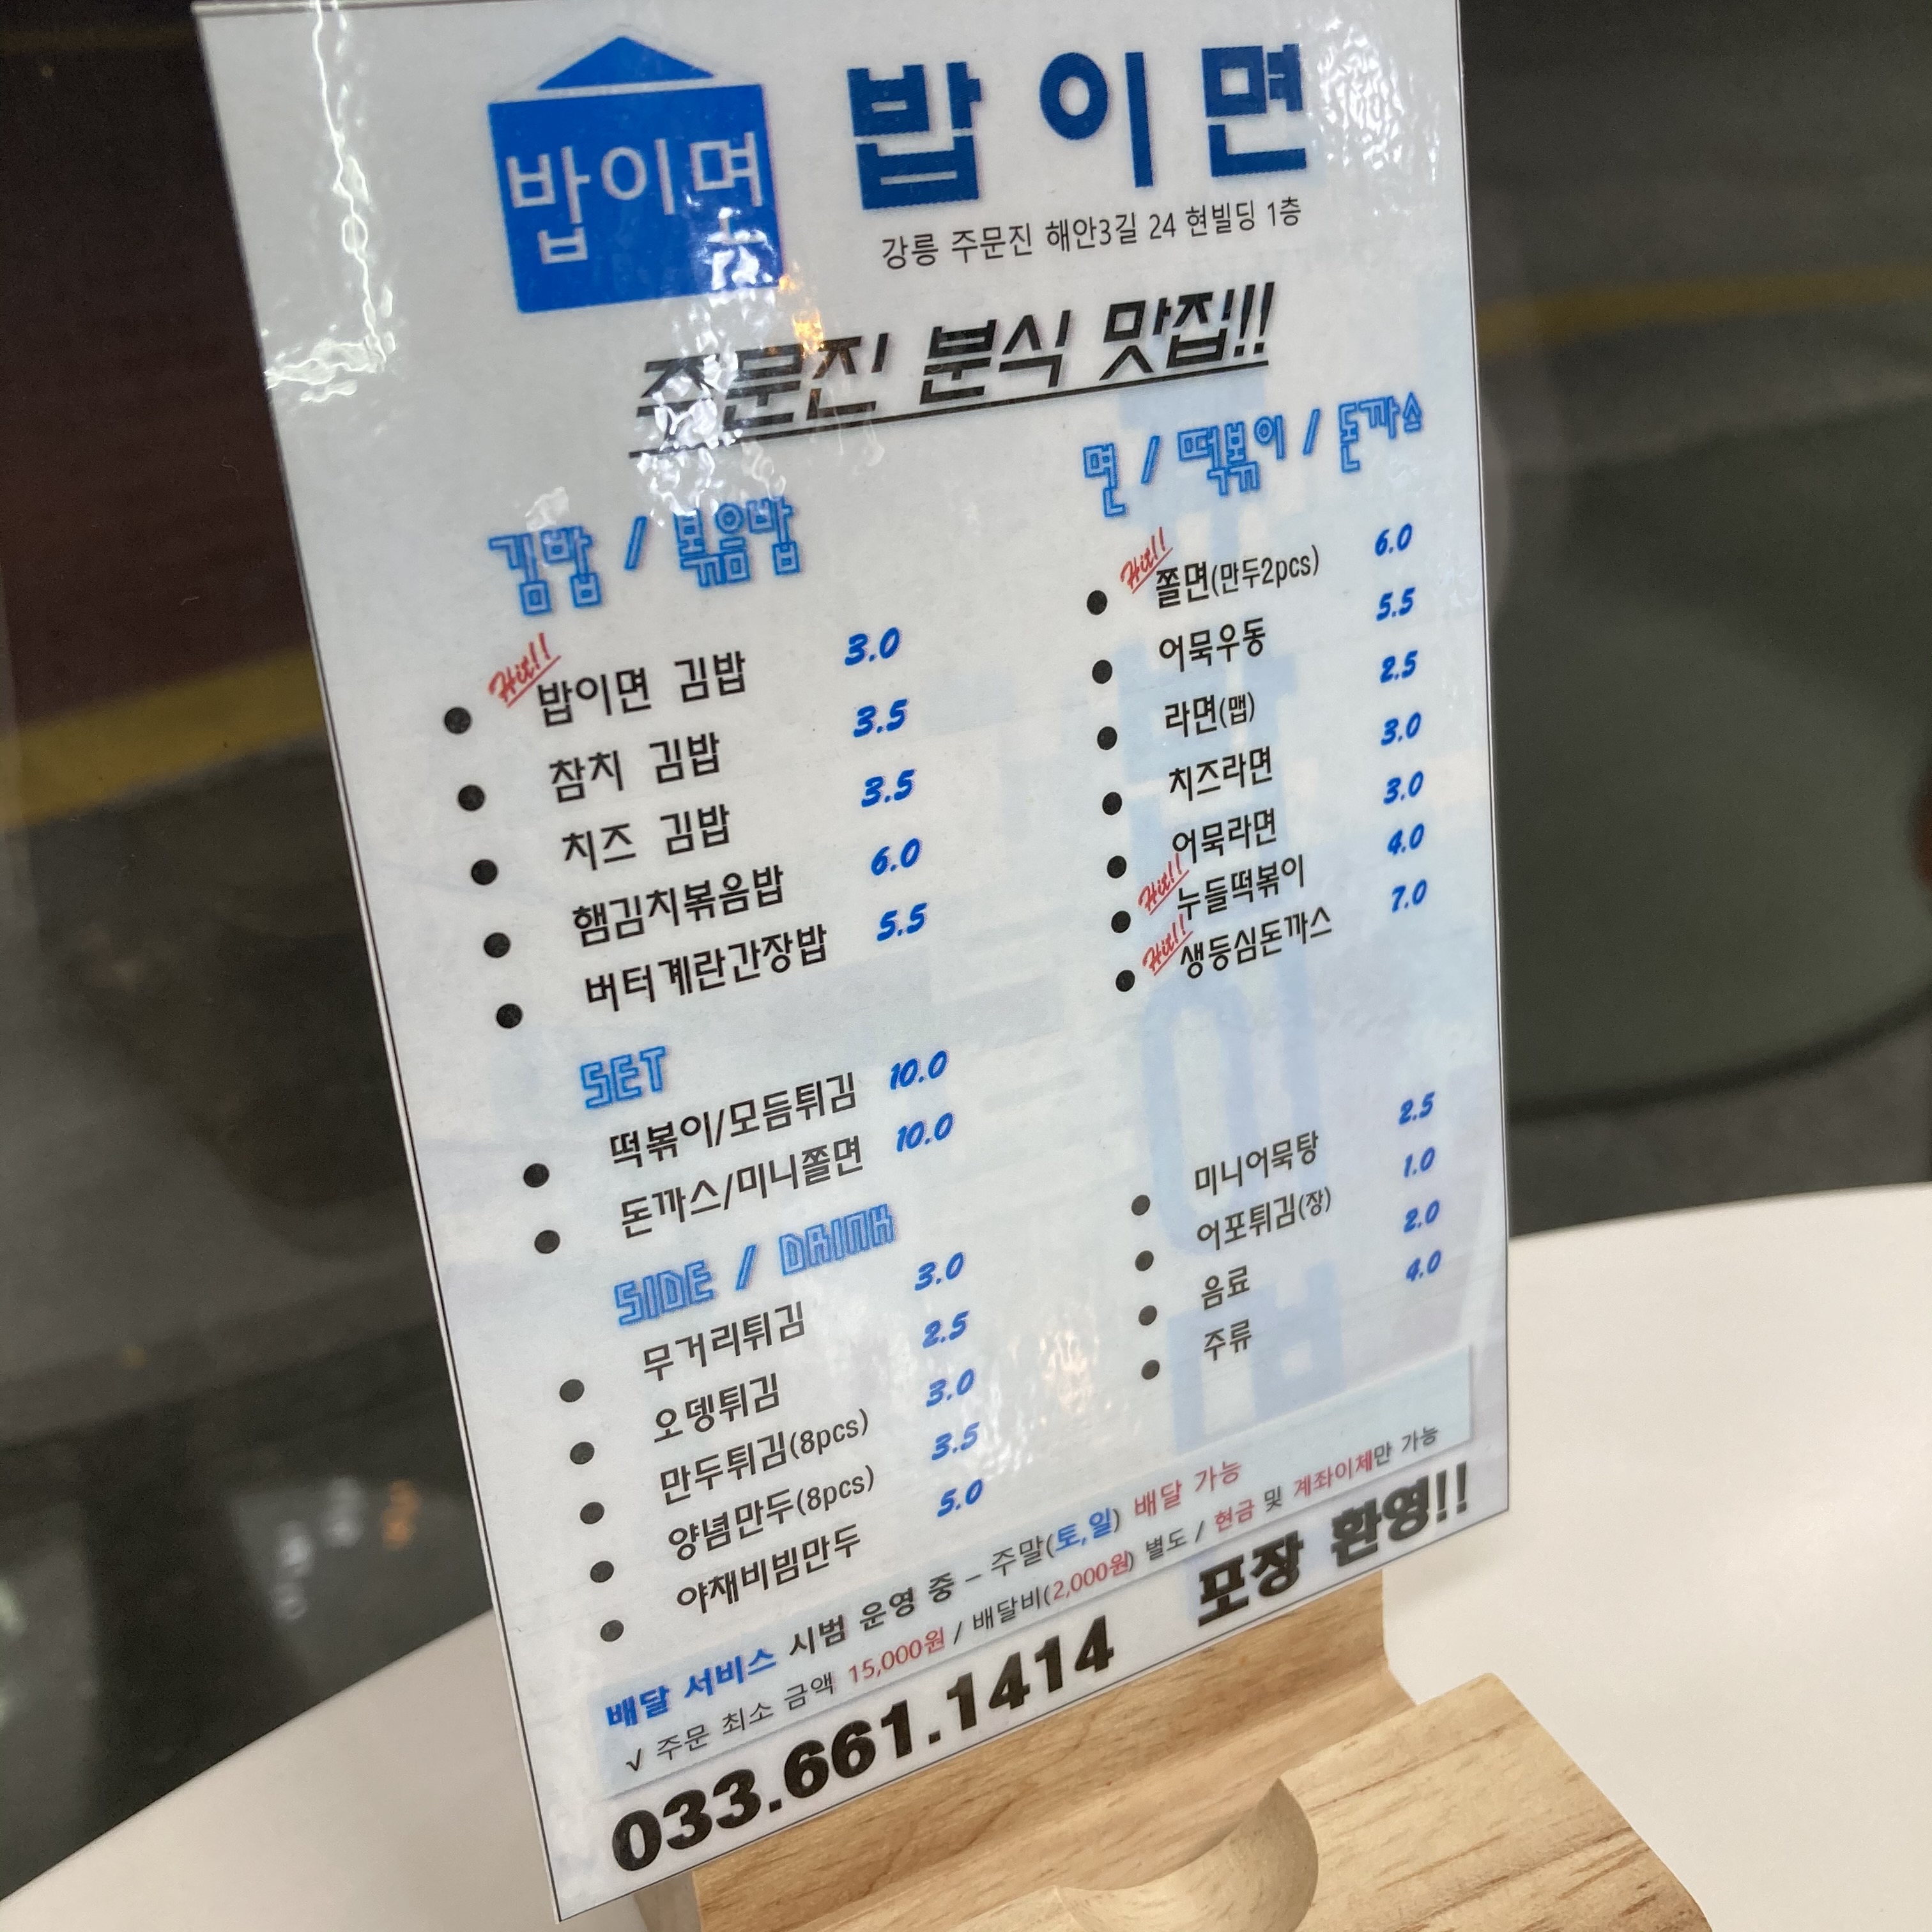 밥이면
밥이면
강릉 주문진 해안3길 24 현빌딩 1층
주문진 분식 맛집!!
김밥 / 볶음밥
Hit!! 밥이면 김밥 3.0
참치 김밥 3.5
치즈 김밥 3.5
햄김치볶음밥 6.0
버터계란간장밥 5.5
면 / 떡볶이 / 돈까스
Hit!! 쫄면(만두2pcs) 6.0
어묵우동 5.5
라면(맵) 2.5
치즈라면 3.0
어묵라면 3.0
Hit!! 누들떡볶이 4.0
Hit!! 생등심돈까스 7.0
SET
떡볶이/모듬튀김 10.0
돈까스/미니쫄면 10.0
SIDE / DRINK
무거리튀김 3.0
오뎅튀김 2.5
만두튀김(8pcs) 3.0
양념만두(8pcs) 3.5
야채비빔만두 5.0
미니어묵탕 2.5
어포튀김(장) 1.0
음료 2.0
주류 4.0
배달 서비스 시범 운영 중 - 주말(토,일) 배달 가능
√ 주문 최소 금액 15,000원 / 배달비(2,000원) 별도 / 현금 및 계좌이체만 가능
033.661.1414 포장 환영!!